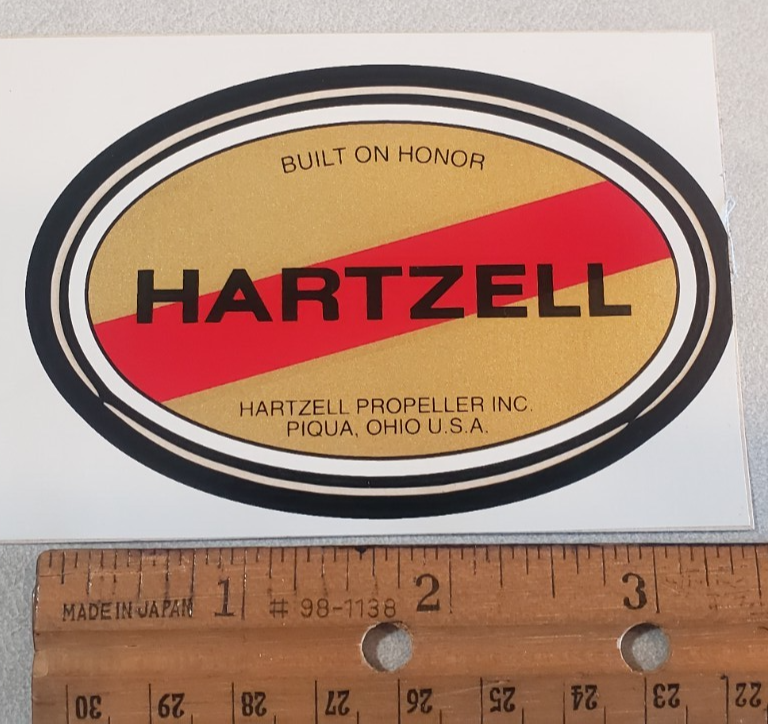 BUILT ON HONOR
HARTZELL
HARTZELL PROPELLER INC.
PIQUA, OHIO U.S.A.
1 2 3
MADE IN JAPAN # 98-1138
30 29 28 27 26 25 24 23 22